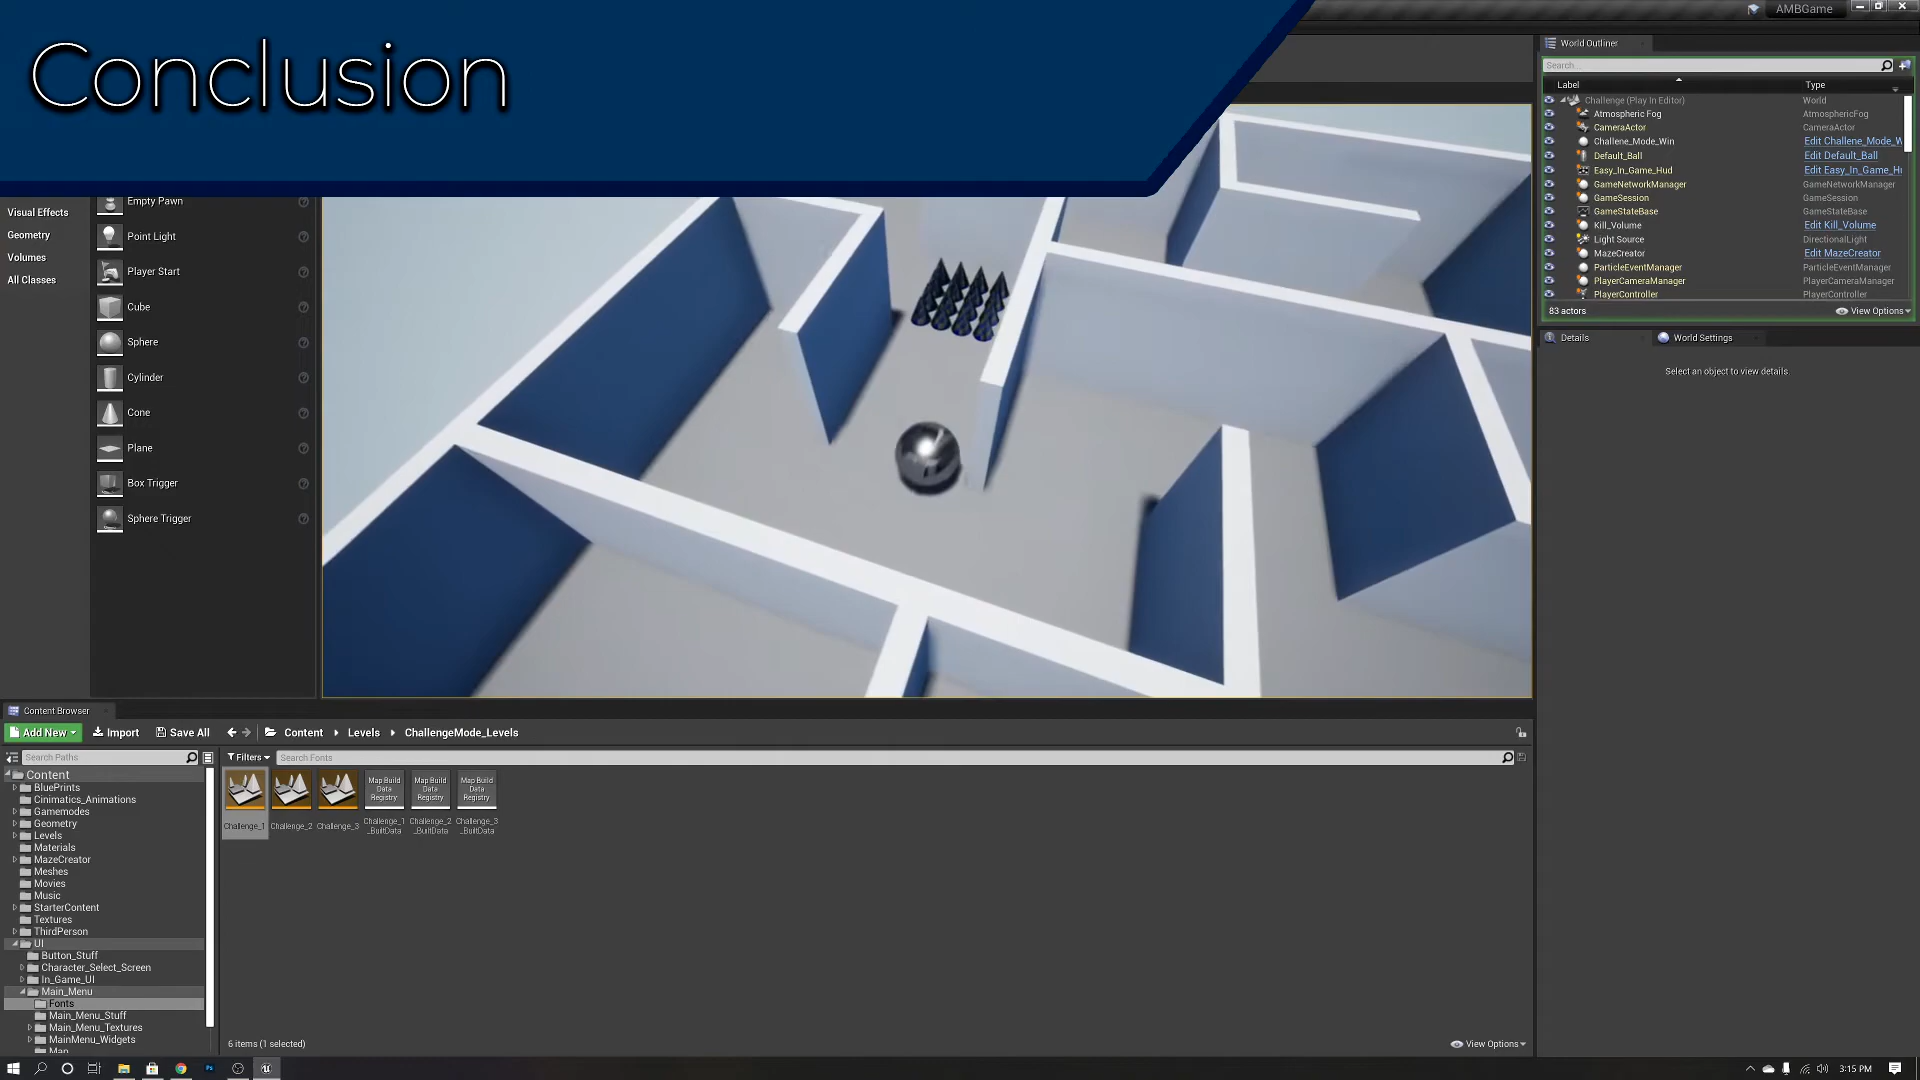 Conclusion
AMBGame
World Outliner
Search...
Label
Type
Challenge (Play In Editor)
World
Atmospheric Fog
AtmosphericFog
CameraActor
CameraActor
Challene_Mode_Win
Edit Challene_Mode_W
Default_Ball
Edit Default_Ball
Easy_In_Game_Hud
Edit Easy_In_Game_H
GameNetworkManager
GameNetworkManager
GameSession
GameSession
GameStateBase
GameStateBase
Kill_Volume
Edit Kill_Volume
Light Source
DirectionalLight
MazeCreator
Edit MazeCreator
ParticleEventManager
ParticleEventManager
PlayerCameraManager
PlayerCameraManager
PlayerController
PlayerController
83 actors
View Options
Details
World Settings
Select an object to view details
Visual Effects
Geometry
Volumes
All Classes
Empty Pawn
Point Light
Player Start
Cube
Sphere
Cylinder
Cone
Plane
Box Trigger
Sphere Trigger
Content Browser
Add New
Import
Save All
Content
Levels
ChallengeMode_Levels
Search Paths
Filters
Search Fonts
Content
BluePrints
Cinimatics_Animations
Gamemodes
Geometry
Levels
Materials
MazeCreator
Meshes
Movies
Music
StarterContent
Textures
ThirdPerson
UI
Button_Stuff
Character_Select_Screen
In_Game_UI
Main_Menu
Fonts
Main_Menu_Stuff
Main_Menu_Textures
MainMenu_Widgets
Map
Map Build Data Registry
Map Build Data Registry
Map Build Data Registry
Challenge_1
Challenge_2
Challenge_3
Challenge_1_BuiltData
Challenge_2_BuiltData
Challenge_3_BuiltData
6 items (1 selected)
View Options
3:15 PM